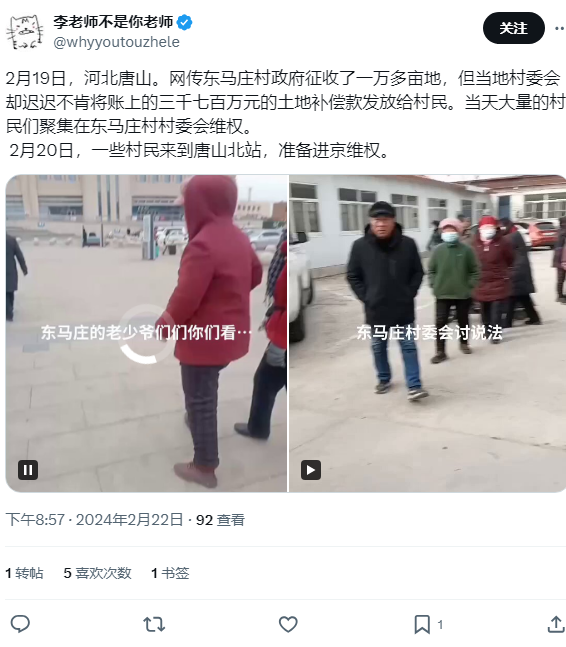 李老师不是你老师
@whyyoutouzhele
关注
2月19日，河北唐山。网传东马庄村政府征收了一万多亩地，但当地村委会
却迟迟不肯将账上的三千七百万元的土地补偿款发放给村民。当天大量的村
民们聚集在东马庄村村委会维权。
2月20日，一些村民来到唐山北站，准备进京维权。
东马庄的老少爷们们你们看…
东马庄村委会讨说法
下午8:57 · 2024年2月22日 · 92 查看
1 转帖 5 喜欢次数 1 书签
1